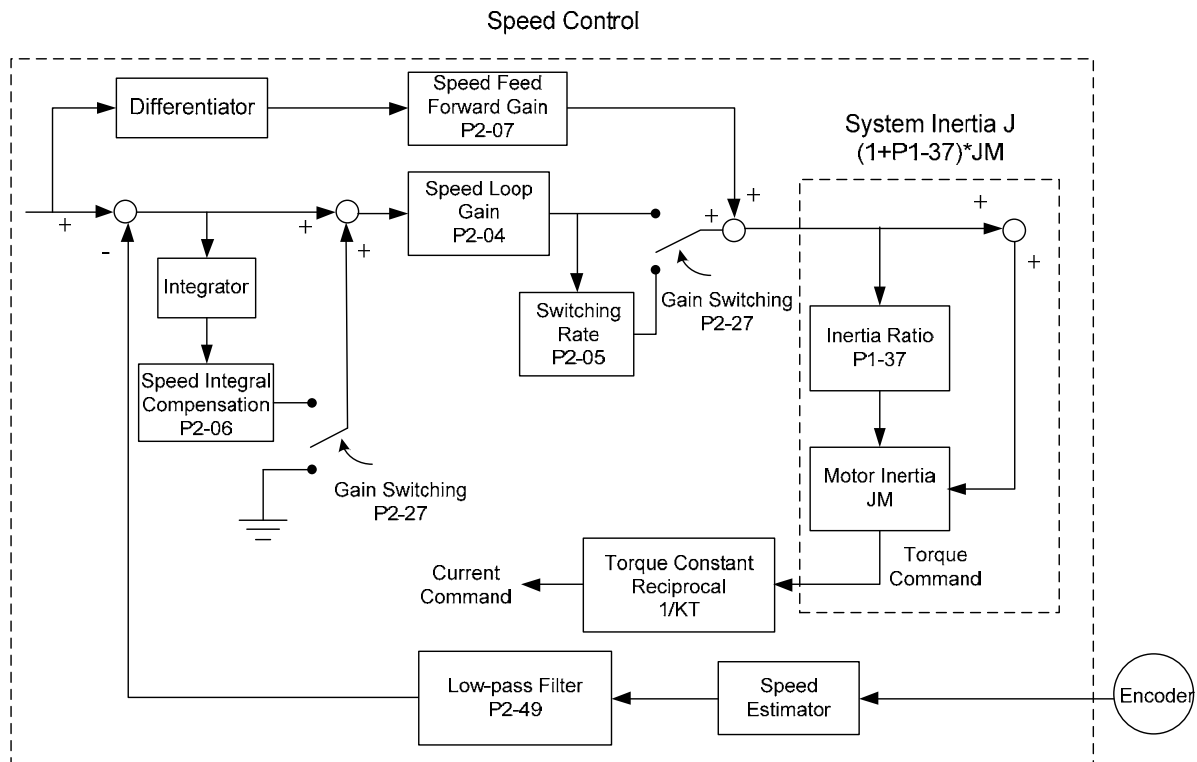 Speed Control
Differentiator
Speed Feed
Forward Gain
P2-07
System Inertia J
(1+P1-37)*JM
+
-
+
+
Speed Loop
Gain
P2-04
+
+
+
+
Integrator
Switching
Rate
P2-05
Gain Switching
P2-27
Inertia Ratio
P1-37
Speed Integral
Compensation
P2-06
Gain Switching
P2-27
Motor Inertia
JM
Current
Command
Torque Constant
Reciprocal
1/KT
Torque
Command
Low-pass Filter
P2-49
Speed
Estimator
Encoder